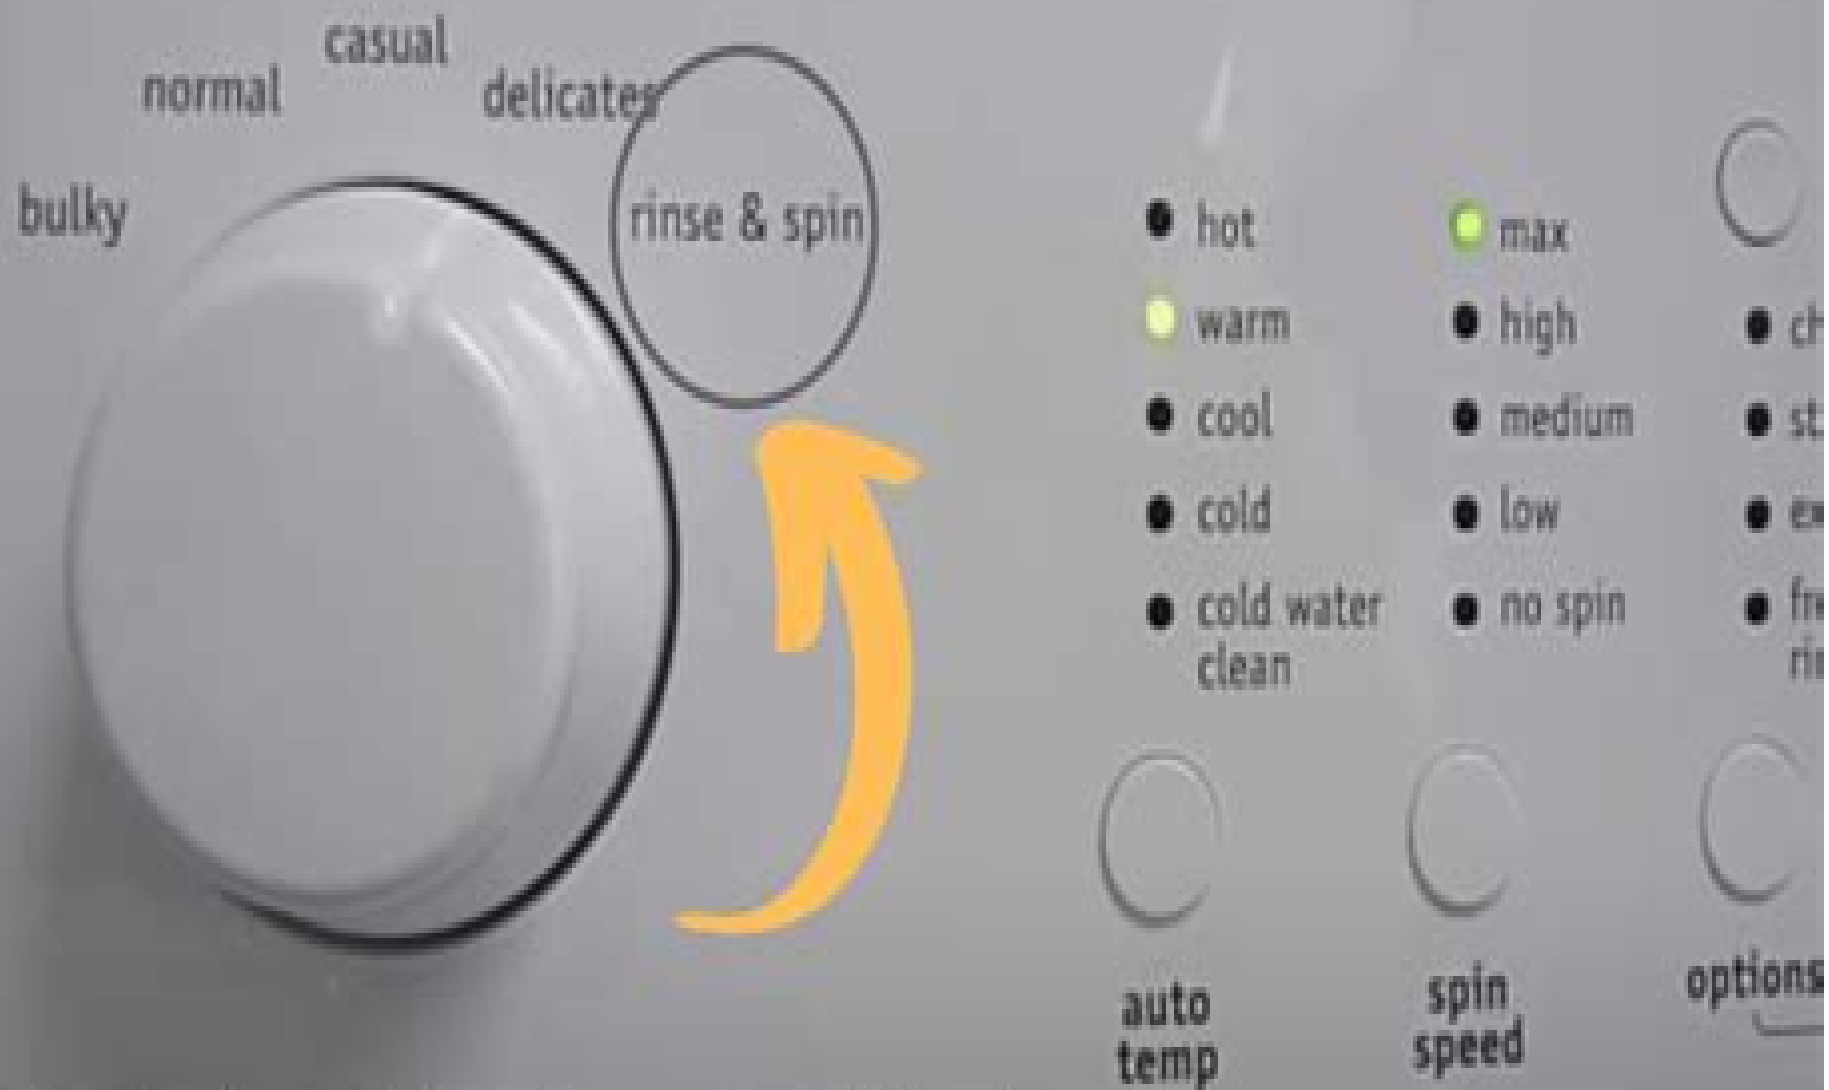 casual
normal
delicates
bulky
rinse & spin
hot
warm
cool
cold
cold water
clean
max
high
medium
low
no spin
auto
temp
spin
speed
options